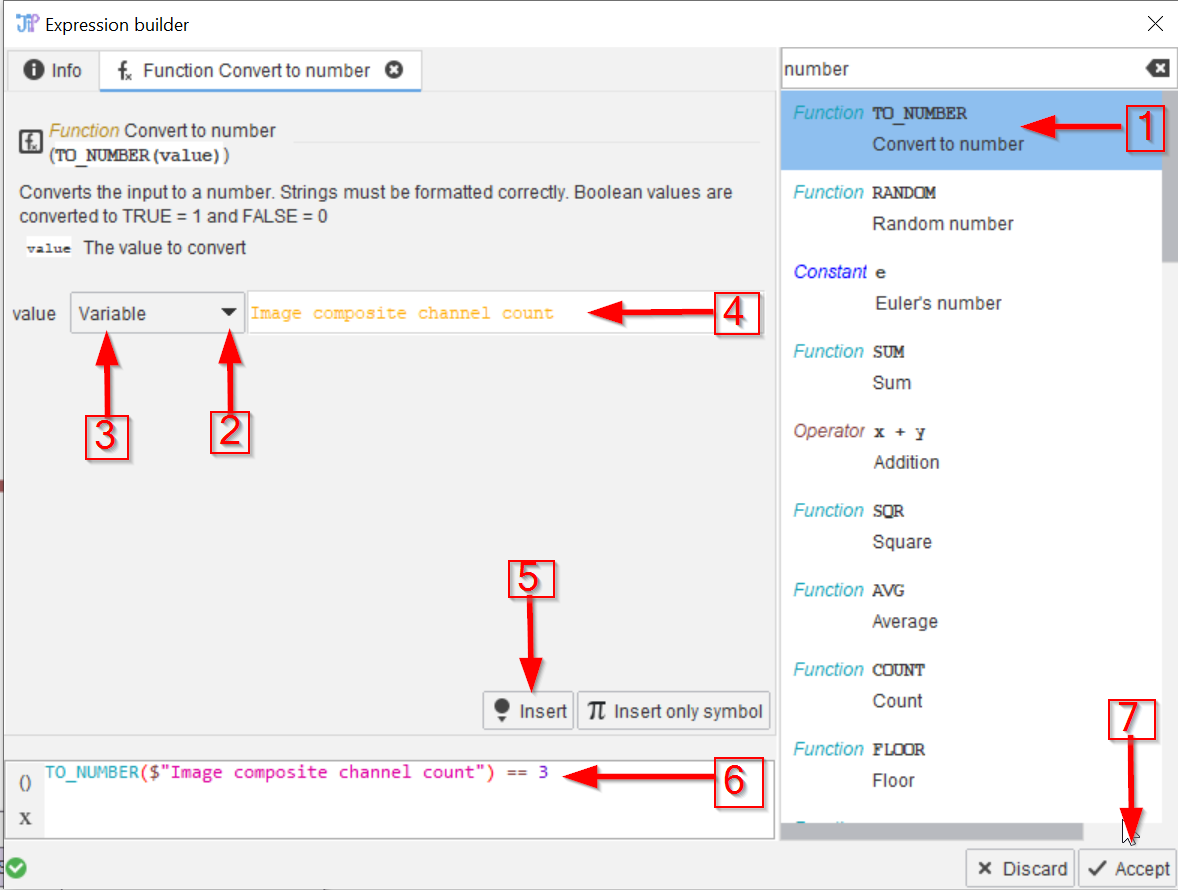 JIP Expression builder
Info
Function Convert to number
number
Function Convert to number
(TO_NUMBER(value))
Converts the input to a number. Strings must be formatted correctly. Boolean values are
converted to TRUE = 1 and FALSE = 0
value The value to convert
value Variable Image composite channel count
4
3
2
5
Insert
π Insert only symbol
() TO_NUMBER($"Image composite channel count") == 3
6
X
Function TO_NUMBER
Convert to number
1
Function RANDOM
Random number
Constant e
Euler's number
Function SUM
Sum
Operator x + y
Addition
Function SQR
Square
Function AVG
Average
Function COUNT
Count
7
Function FLOOR
Floor
Discard
Accept